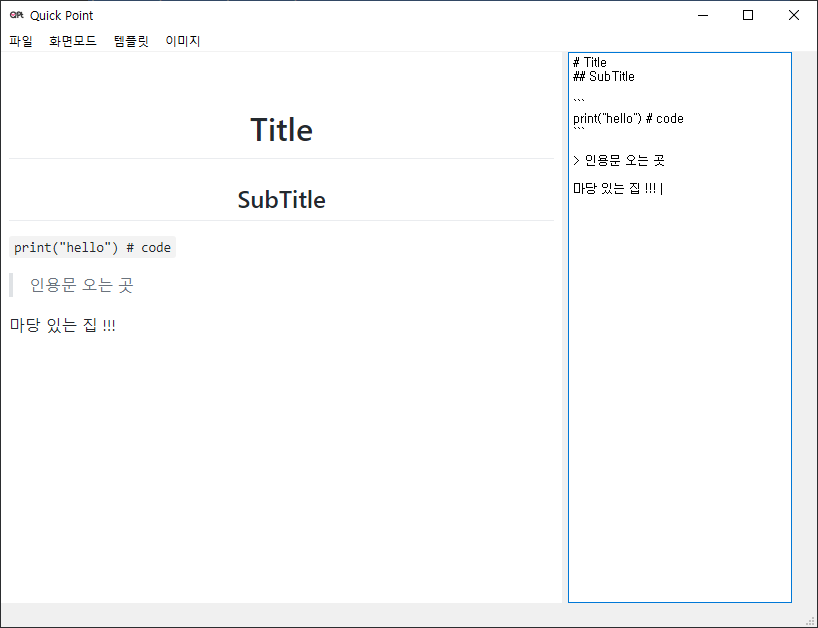 QPt Quick Point
파일 화면모드 템플릿 이미지
Title
SubTitle
print("hello") # code
인용문 오는 곳
마당 있는 집 !!!
# Title
## SubTitle
```
print("hello") # code
```
> 인용문 오는 곳
마당 있는 집 !!!